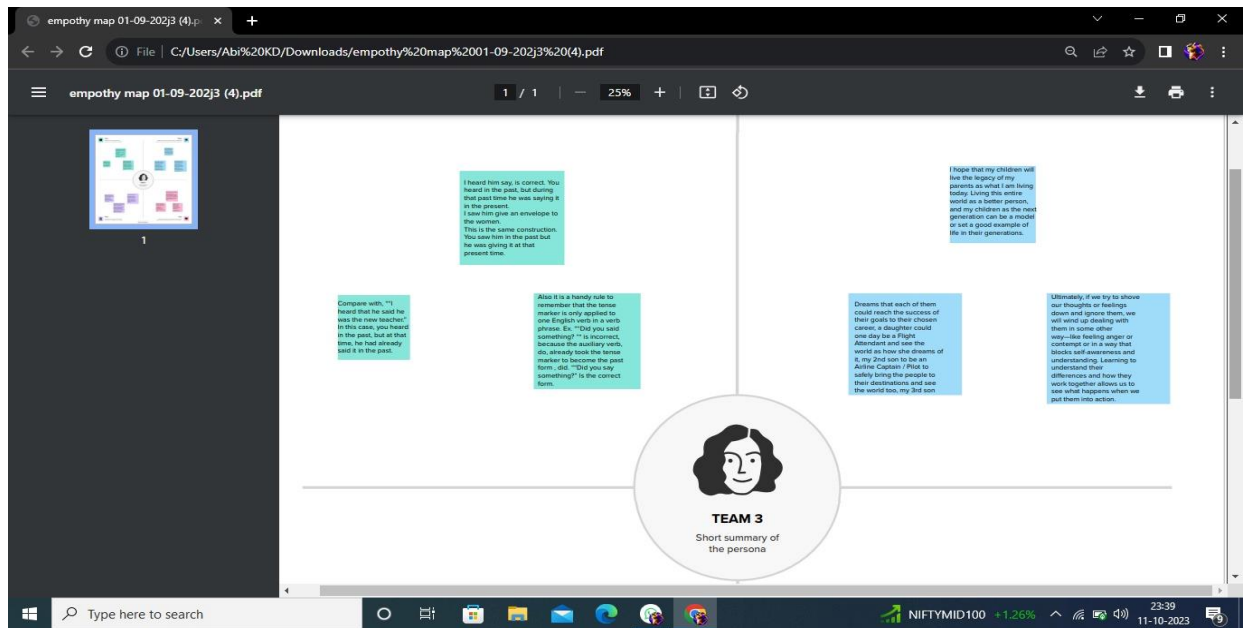 empothy map 01-09-202j3 (4).p
File
C:/Users/Abi%20KD/Downloads/empothy%20map%2001-09-202j3%20(4).pdf
empothy map 01-09-202j3 (4).pdf
1 / 1
25%
1
I heard him say, is correct. You
heard in the past, but during
that past time he was saying it
in the present.
I saw him give an envelope to
the women.
This is the same construction.
You saw him in the past but
he was giving it at that
present time.
Compare with, ""I
heard that he said he
was the new teacher."
In this case, you heard
in the past, but at that
time, he had already
said it in the past.
Also it is a handy rule to
remember that the tense
marker is only applied to
one English verb in a verb
phrase. Ex. ""Did you said
something? "" is incorrect,
because the auxiliary verb,
do, already took the tense
marker to become the past
form , did. ""Did you say
something?" Is the correct
form.
I hope that my children will
live the legacy of my
parents as what I am living
today. Living this entire
world as a better person,
and my children as the next
generation can be a model
or set a good example of
life in their generations.
Dreams that each of them
could reach the success of
their goals to their chosen
career, a daughter could
one day be a Flight
Attendant and see the
world as how she dreams of
it, my 2nd son to be an
Airline Captain / Pilot to
safely bring the people to
their destinations and see
the world too, my 3rd son
Ultimately, if we try to shove
our thoughts or feelings
down and ignore them, we
will wind up dealing with
them in some other
way—like feeling anger or
contempt or in a way that
blocks self-awareness and
understanding. Learning to
understand their
differences and how they
work together allows us to
see what happens when we
put them into action.
TEAM 3
Short summary of
the persona
Type here to search
NIFTYMID100 +1.26%
23:39
11-10-2023
9